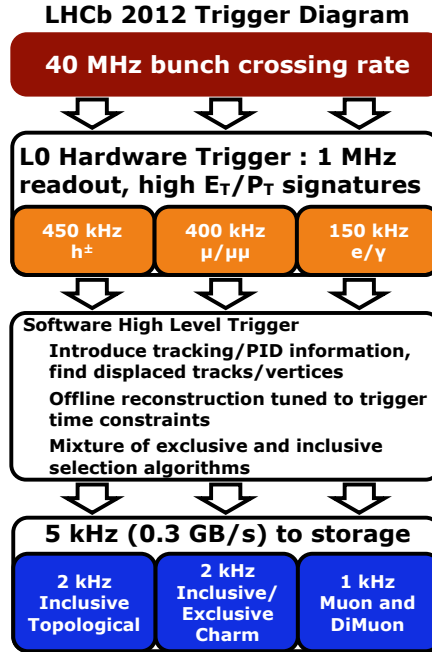 LHCb 2012 Trigger Diagram
40 MHz bunch crossing rate
L0 Hardware Trigger : 1 MHz
readout, high Eᴛ/Pᴛ signatures
450 kHz
h±
400 kHz
μ/μμ
150 kHz
e/γ
Software High Level Trigger
Introduce tracking/PID information,
find displaced tracks/vertices
Offline reconstruction tuned to trigger
time constraints
Mixture of exclusive and inclusive
selection algorithms
5 kHz (0.3 GB/s) to storage
2 kHz
Inclusive
Topological
2 kHz
Inclusive/
Exclusive
Charm
1 kHz
Muon and
DiMuon